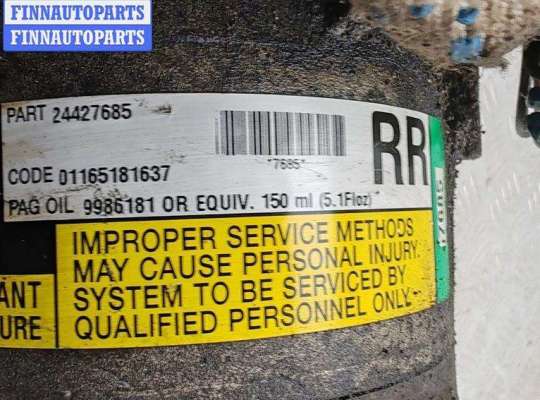 FINNAUTOPARTS
FINNAUTOPARTS
PART 24427685
*7685*
RR
CODE 01165181637
PAG OIL 9986181 OR EQUIV. 150 ml (5.1Floz)
7685
IMPROPER SERVICE METHODS
MAY CAUSE PERSONAL INJURY.
SYSTEM TO BE SERVICED BY
QUALIFIED PERSONNEL ONLY.
ANT
URE